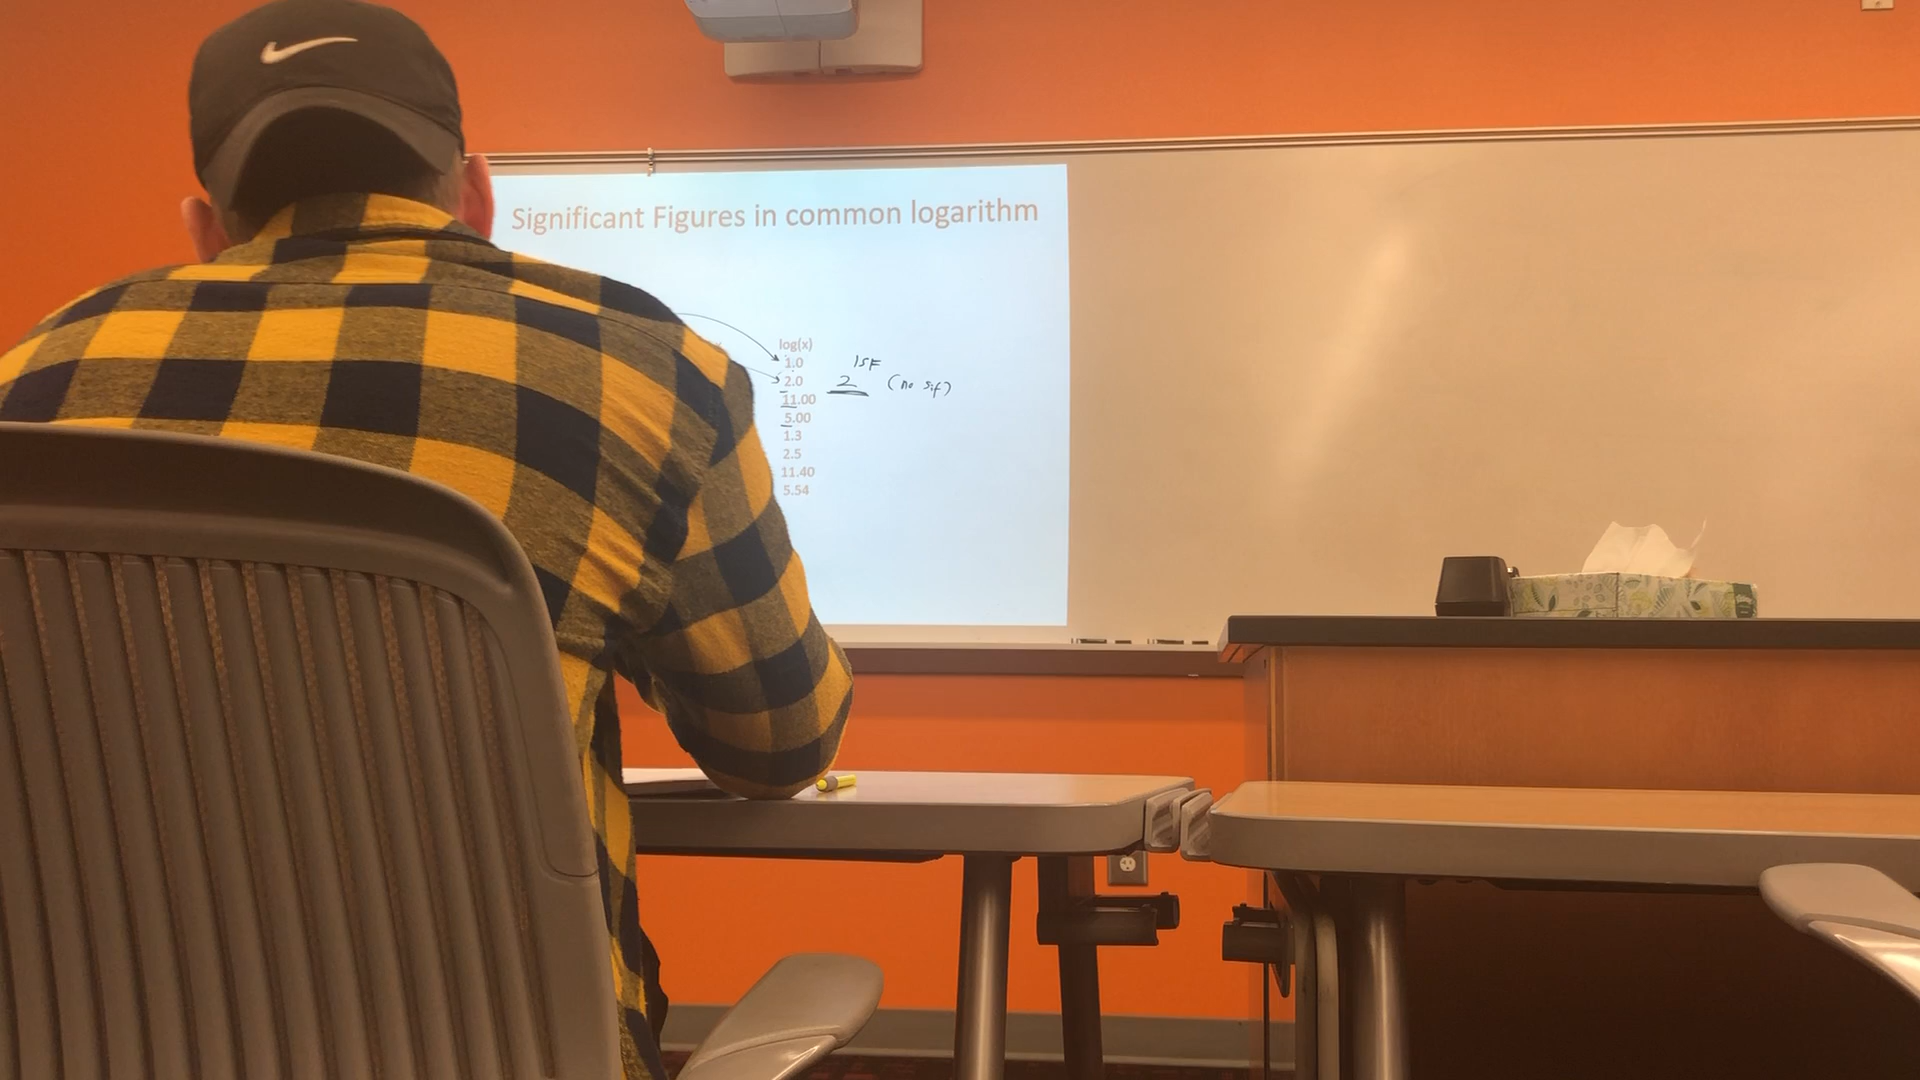 Significant Figures in common logarithm
x log(x)
1.0 1SF
2.0 2 (no sif)
11.00
5.00
1.3
2.5
11.40
5.54